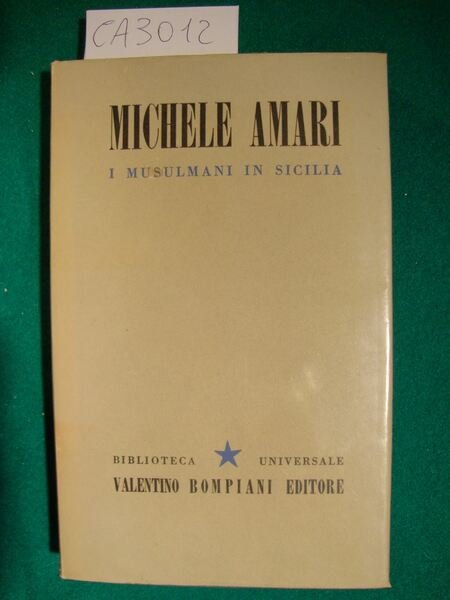 CA3012
MICHELE AMARI
I MUSULMANI IN SICILIA
BIBLIOTECA UNIVERSALE
VALENTINO BOMPIANI EDITORE